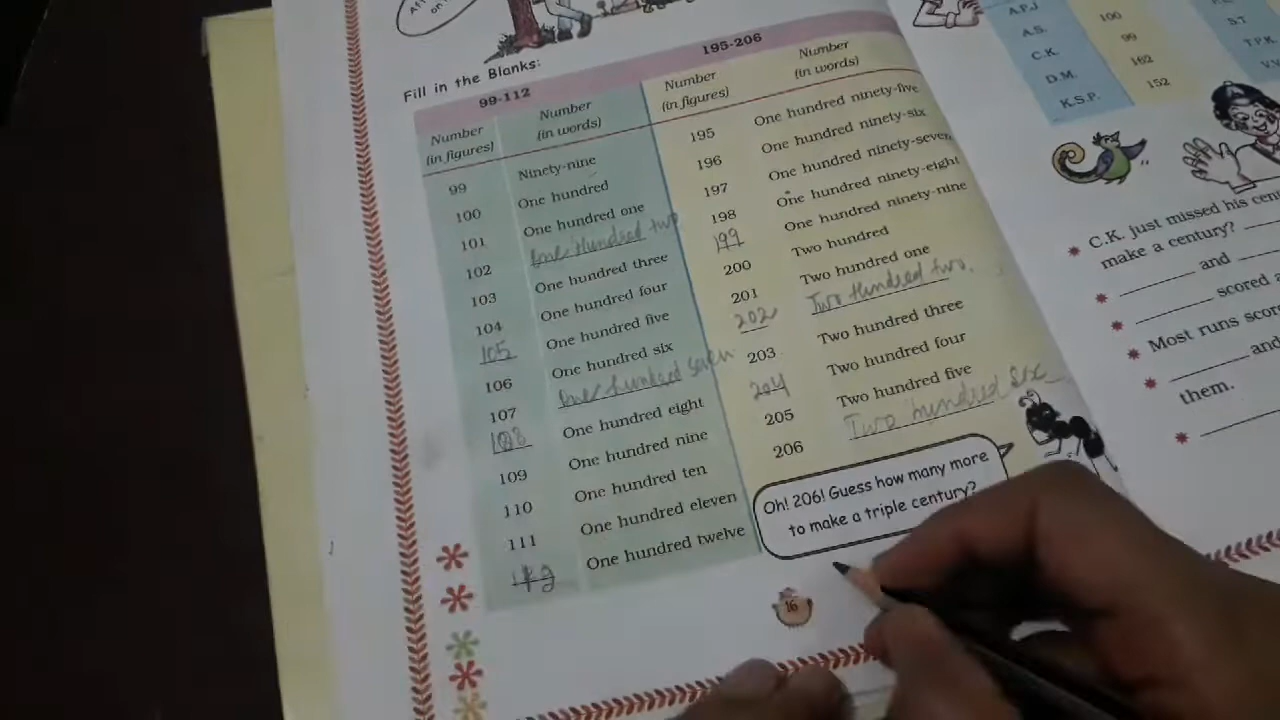 on
Fill in the Blanks:
99-112
Number
(in figures)
Number
(in words)
99 Ninety-nine
100 One hundred
101 One hundred one
102 One Hundred two
103 One hundred three
104 One hundred four
105 One hundred five
106 One hundred six
107 One hundred seven
108 One hundred eight
109 One hundred nine
110 One hundred ten
111 One hundred eleven
112 One hundred twelve
195-206
Number
(in figures)
Number
(in words)
195 One hundred ninety-five
196 One hundred ninety-six
197 One hundred ninety-seven
198 One hundred ninety-eight
199 One hundred ninety-nine
200 Two hundred
201 Two hundred one
202 Two Hundred two.
203 Two hundred three
204 Two hundred four
205 Two hundred five
206 Two hundred six
Oh! 206! Guess how many more
to make a triple century?
16
A.P.J 100
A.S. 99
C.K. 162
D.M. 152
K.S.P.
S.T
T.P.K.
V.V
C.K. just missed his cen
make a century?
and
scored a
Most runs scor
and
them.